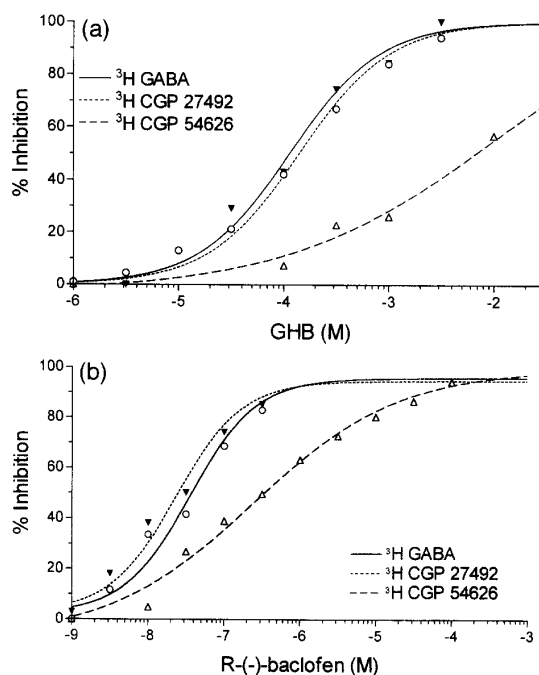 (a)
100
80
60
40
20
0
% Inhibition
³H GABA
³H CGP 27492
³H CGP 54626
-6 -5 -4 -3 -2
GHB (M)
(b)
100
80
60
40
20
0
% Inhibition
³H GABA
³H CGP 27492
³H CGP 54626
-9 -8 -7 -6 -5 -4 -3
R-(-)-baclofen (M)